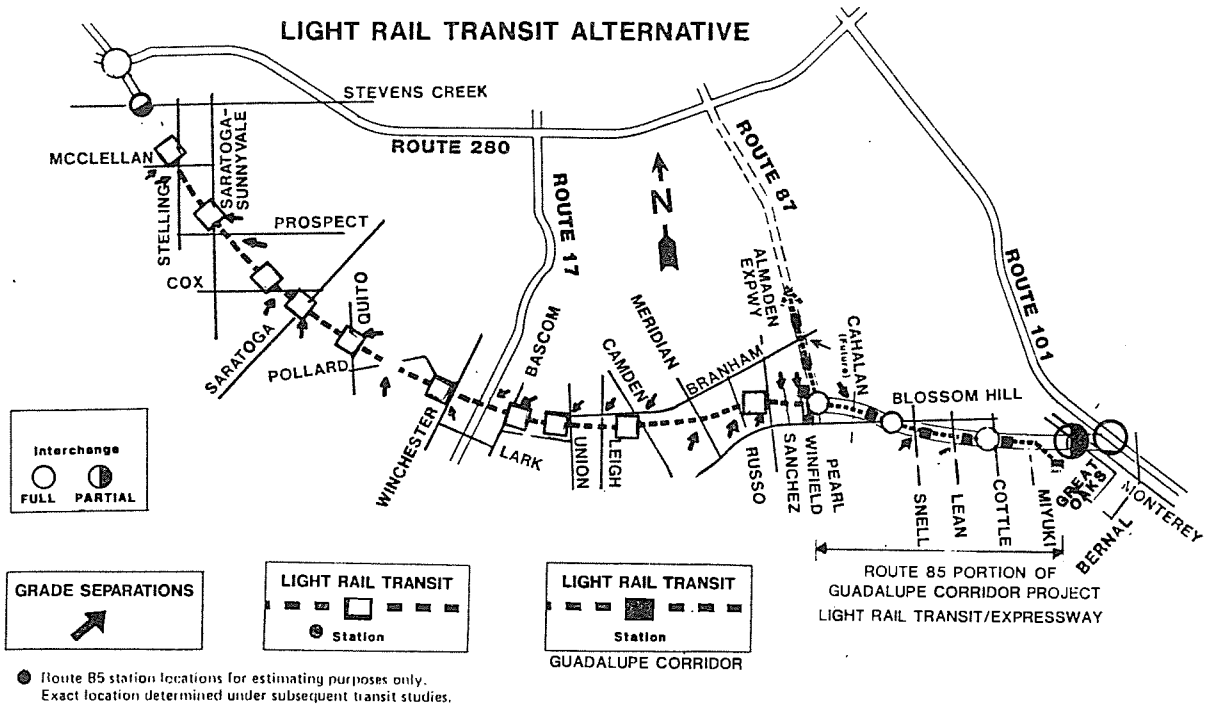 LIGHT RAIL TRANSIT ALTERNATIVE
STEVENS CREEK
MCCLELLAN
STELLING
SARATOGA-
SUNNYVALE
ROUTE 280
PROSPECT
COX
SARATOGA
QUITO
POLLARD
ROUTE 17
N
ROUTE 87
ROUTE 101
WINCHESTER
BASCOM
LARK
UNION
LEIGH
CAMDEN
MERIDIAN
BRANHAM
ALMADEN
EXPWY
CAHALAN
(Future)
BLOSSOM HILL
RUSSO
SANCHEZ
WINFIELD
PEARL
SNELL
LEAN
COTTLE
MIYUKI
GREAT
OAKS
BERNAL
MONTEREY
ROUTE 85 PORTION OF
GUADALUPE CORRIDOR PROJECT
LIGHT RAIL TRANSIT/EXPRESSWAY
Interchange
FULL PARTIAL
GRADE SEPARATIONS
LIGHT RAIL TRANSIT
Station
LIGHT RAIL TRANSIT
Station
GUADALUPE CORRIDOR
Route 85 station locations for estimating purposes only.
Exact location determined under subsequent transit studies.